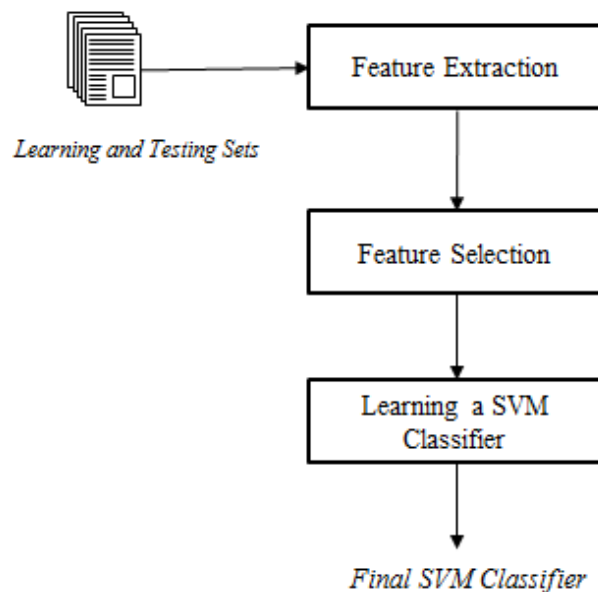 Feature Extraction
Learning and Testing Sets
Feature Selection
Learning a SVM
Classifier
Final SVM Classifier